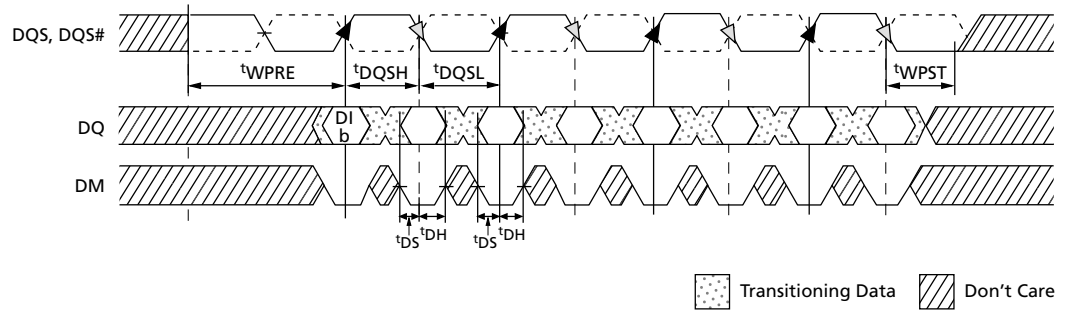 DQS, DQS#
tWPRE tDQSH tDQSL tWPST
DQ
DI
b
DM
tDS tDH tDS tDH
Transitioning Data Don't Care